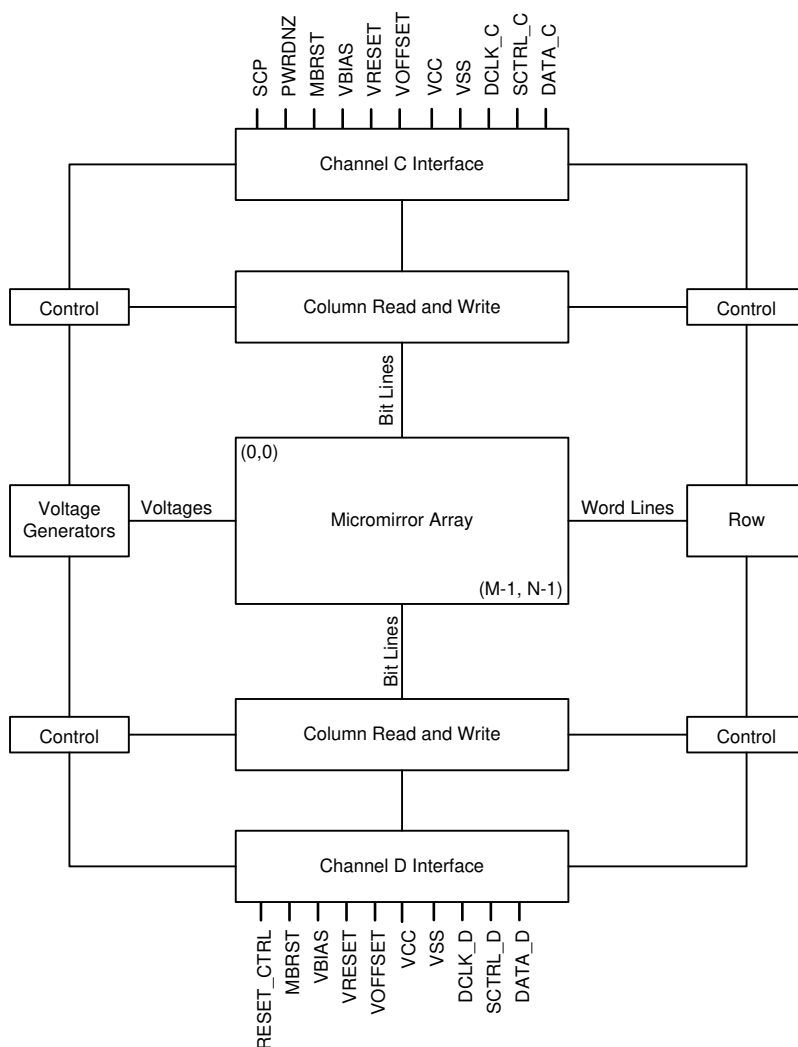 SCP
PWRDNZ
MBRST
VBIAS
VRESET
VOFFSET
VCC
VSS
DCLK_C
SCTRL_C
DATA_C
Channel C Interface
Control
Column Read and Write
Control
Bit Lines
(0,0)
Voltage
Generators
Voltages
Micromirror Array
Word Lines
Row
(M-1, N-1)
Bit Lines
Control
Column Read and Write
Control
Channel D Interface
RESET_CTRL
MBRST
VBIAS
VRESET
VOFFSET
VCC
VSS
DCLK_D
SCTRL_D
DATA_D